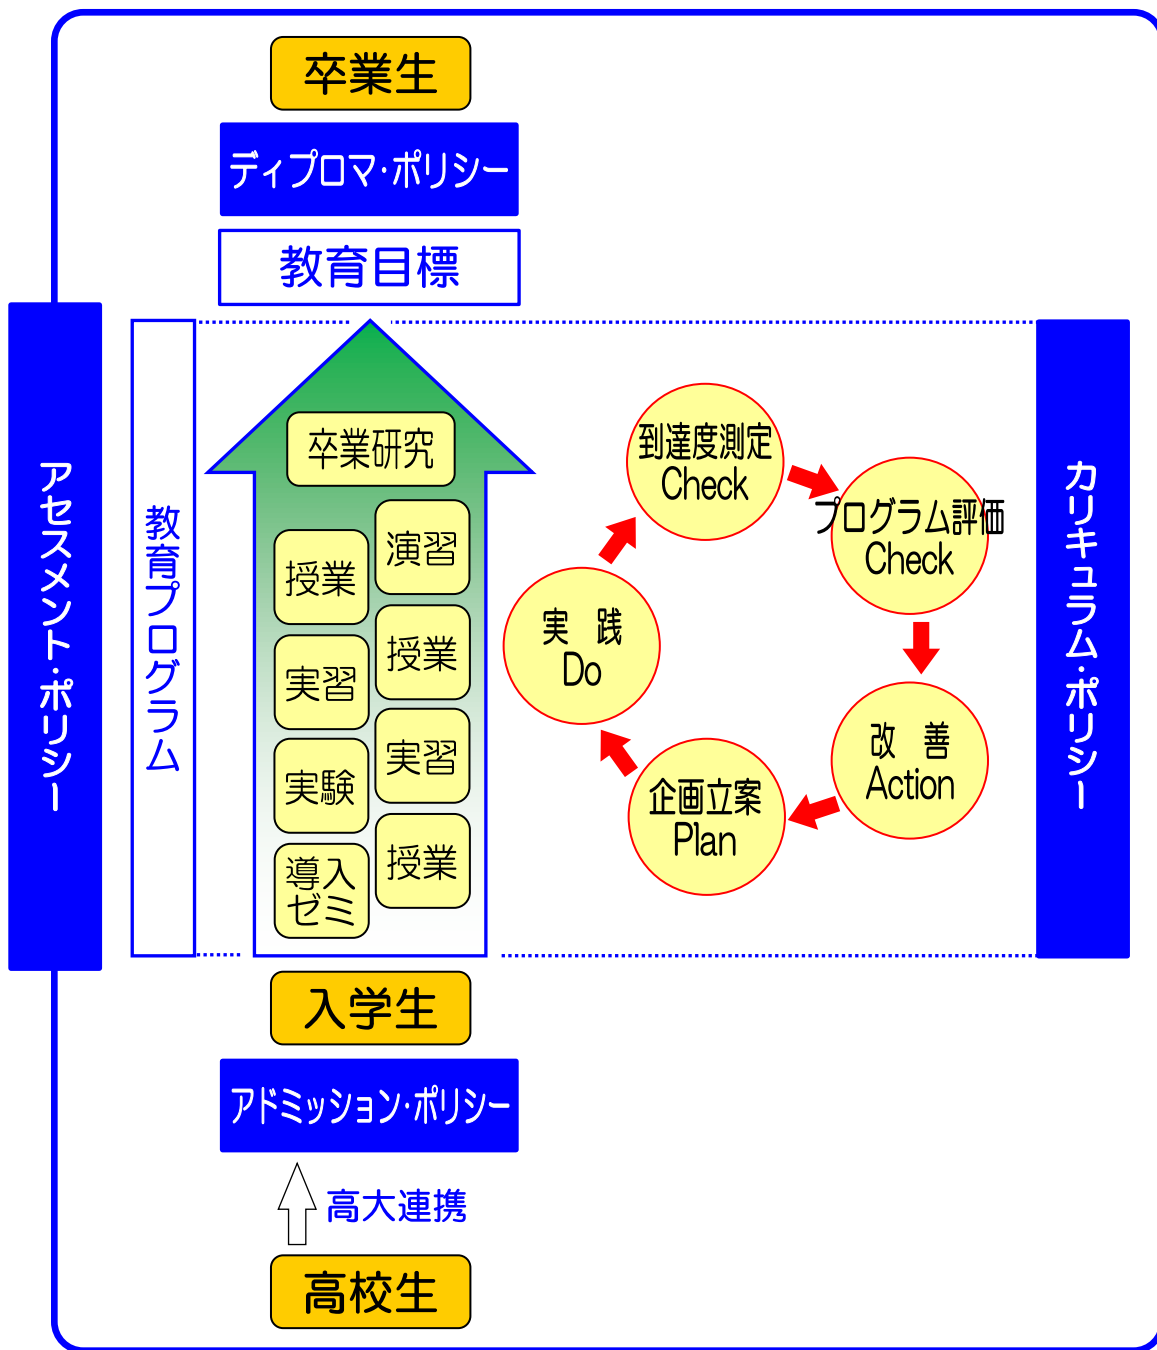 卒業生
ディプロマ・ポリシー
教育目標
アセスメント・ポリシー
教育プログラム
卒業研究
演習
授業
授業
実習
実習
実験
授業
導入
ゼミ
到達度測定
Check
プログラム評価
Check
実　践
Do
改　善
Action
企画立案
Plan
カリキュラム・ポリシー
入学生
アドミッション・ポリシー
高大連携
高校生